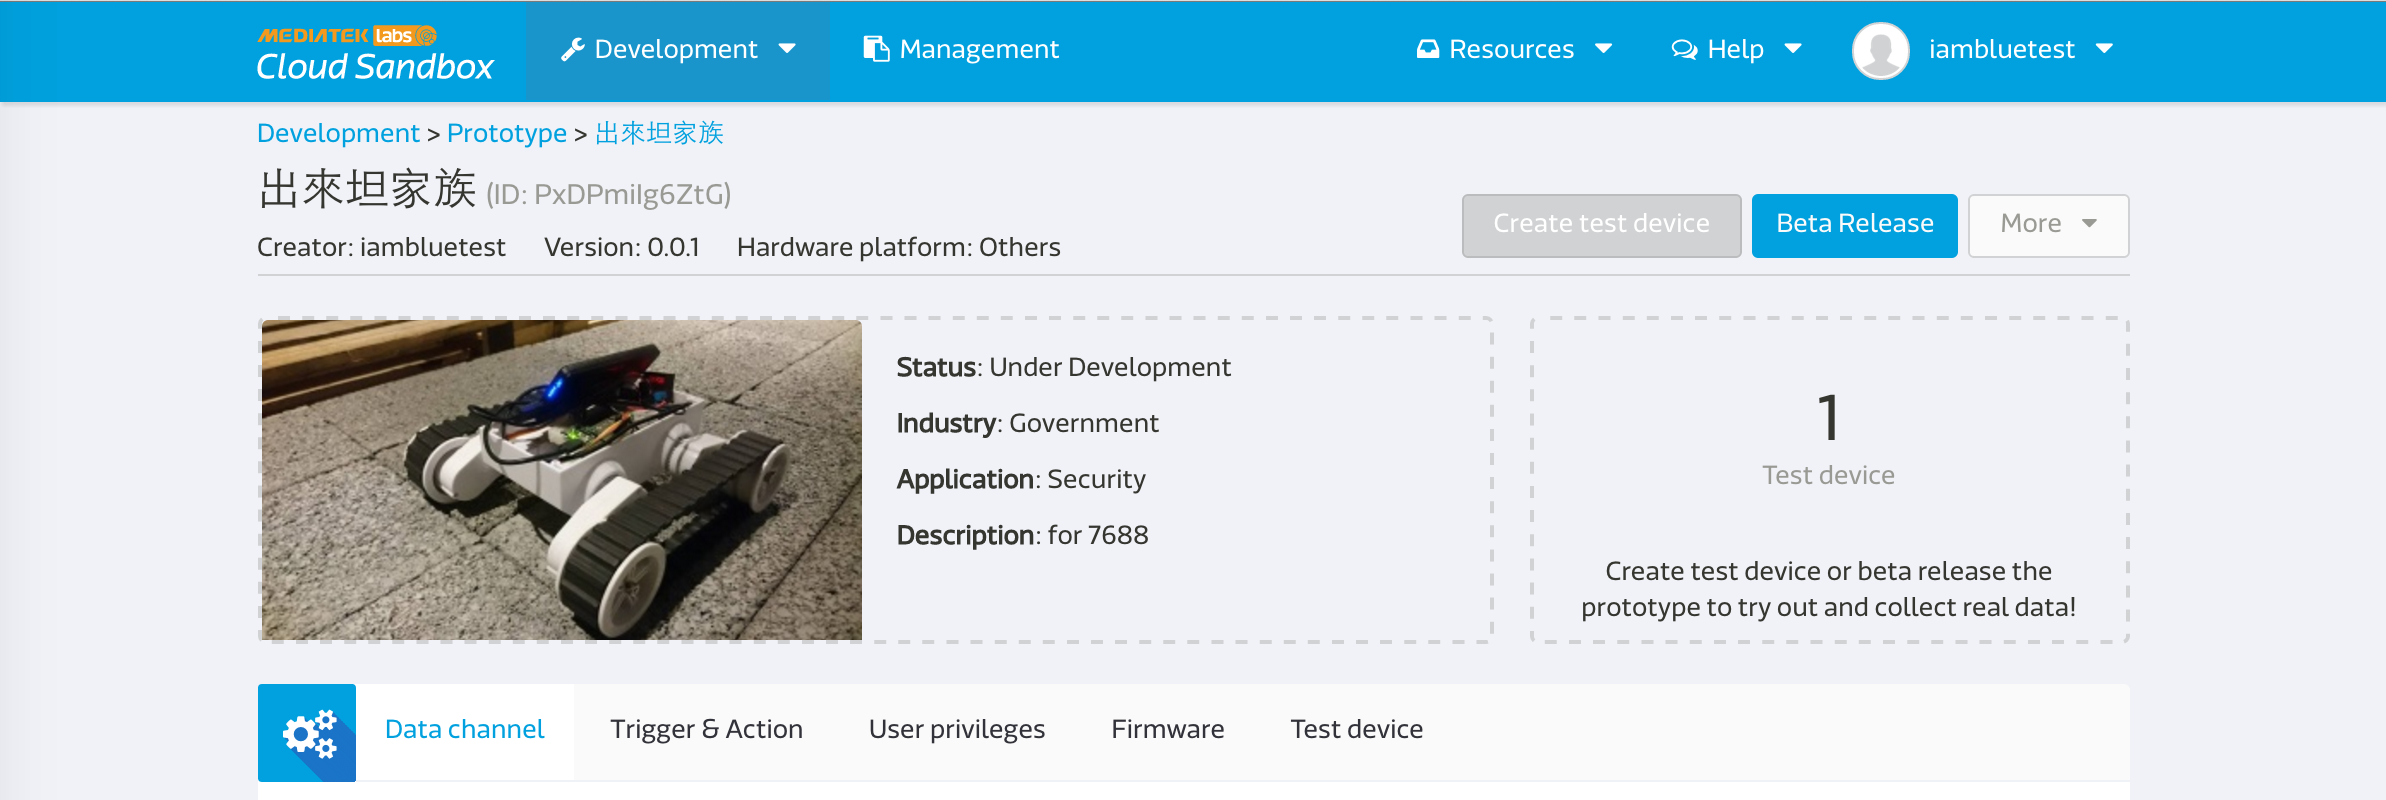 MEDIATEK labs
Cloud Sandbox
Development
Management
Resources
Help
iambluetest
Development > Prototype > 出來坦家族
出來坦家族 (ID: PxDPmiIg6ZtG)
Creator: iambluetest Version: 0.0.1 Hardware platform: Others
Create test device
Beta Release
More
Status: Under Development
Industry: Government
Application: Security
Description: for 7688
1
Test device
Create test device or beta release the
prototype to try out and collect real data!
Data channel
Trigger & Action
User privileges
Firmware
Test device